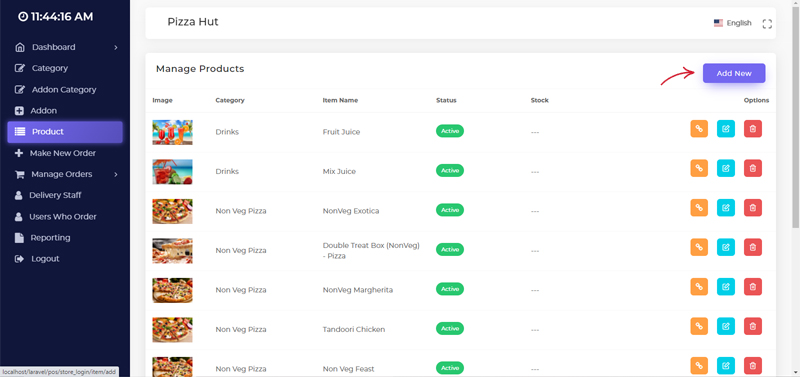 11:44:16 AM
Dashboard
Category
Addon Category
Addon
Product
Make New Order
Manage Orders
Delivery Staff
Users Who Order
Reporting
Logout
localhost/laravel/pos/store_login/item/add
Pizza Hut
English
Manage Products
Add New
Image Category Item Name Status Stock Options
Drinks Fruit Juice Active ---
Drinks Mix Juice Active ---
Non Veg Pizza NonVeg Exotica Active ---
Non Veg Pizza Double Treat Box (NonVeg) Active ---
- Pizza
Non Veg Pizza NonVeg Margherita Active ---
Non Veg Pizza Tandoori Chicken Active ---
Non Veg Pizza Non Veg Feast Active ---